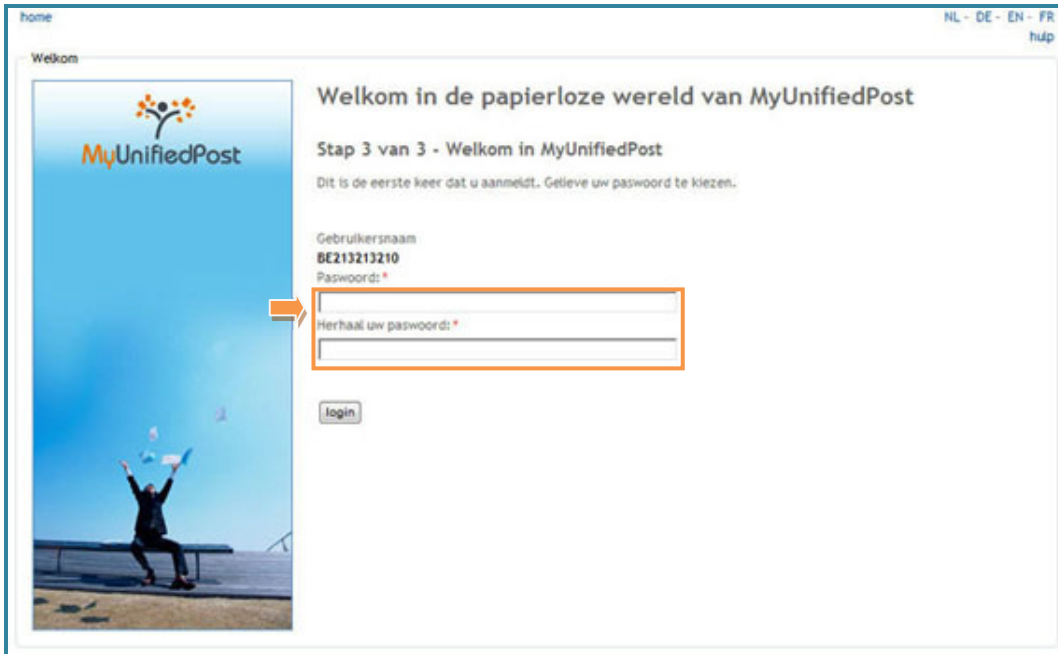 home
NL - DE - EN - FR
hulp
Welkom
MyUnifiedPost
Welkom in de papierloze wereld van MyUnifiedPost
Stap 3 van 3 - Welkom in MyUnifiedPost
Dit is de eerste keer dat u aanmeldt. Gelieve uw paswoord te kiezen.
Gebruikersnaam
BE213213210
Paswoord:*
Herhaal uw paswoord:*
login